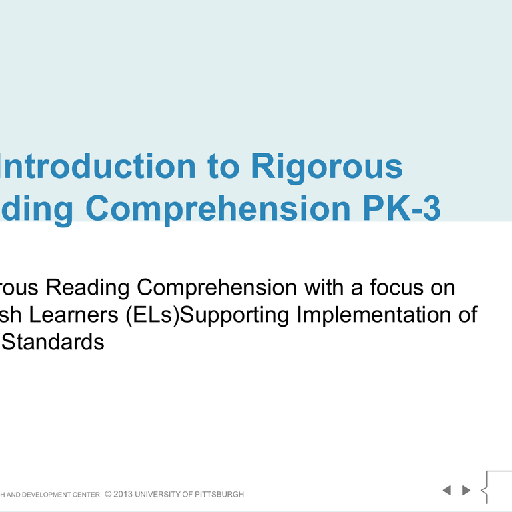 Introduction to Rigorous
ding Comprehension PK-3
rous Reading Comprehension with a focus on
sh Learners (ELs)Supporting Implementation of
Standards
H AND DEVELOPMENT CENTER © 2013 UNIVERSITY OF PITTSBURGH